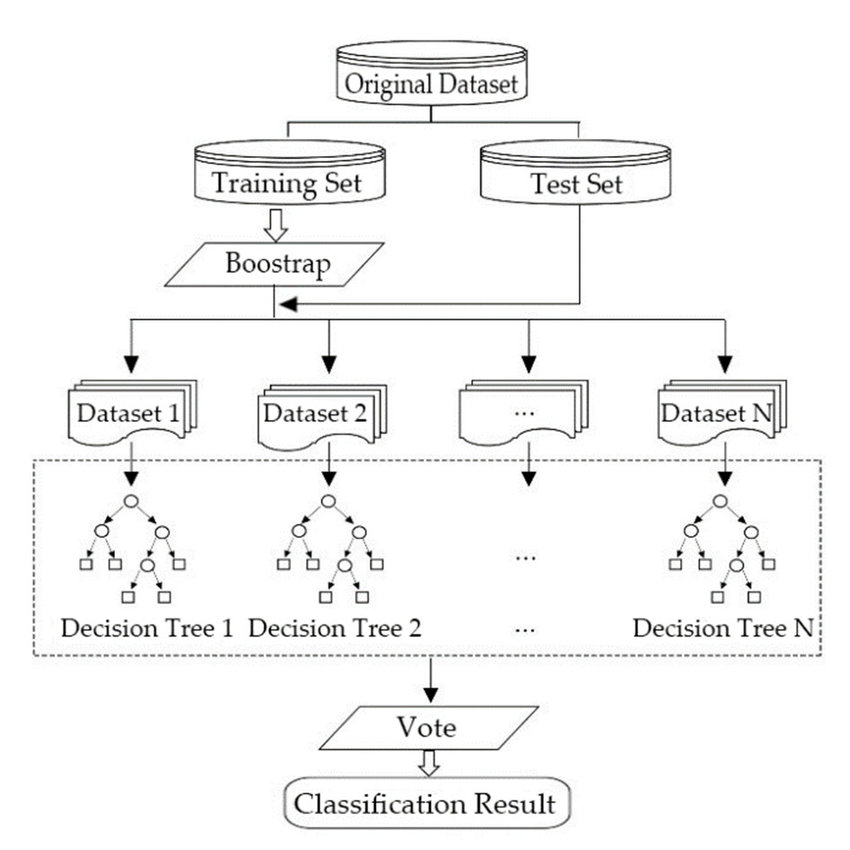 Original Dataset
Training Set
Test Set
Boostrap
Dataset 1
Dataset 2
...
Dataset N
...
Decision Tree 1
Decision Tree 2
...
Decision Tree N
Vote
Classification Result